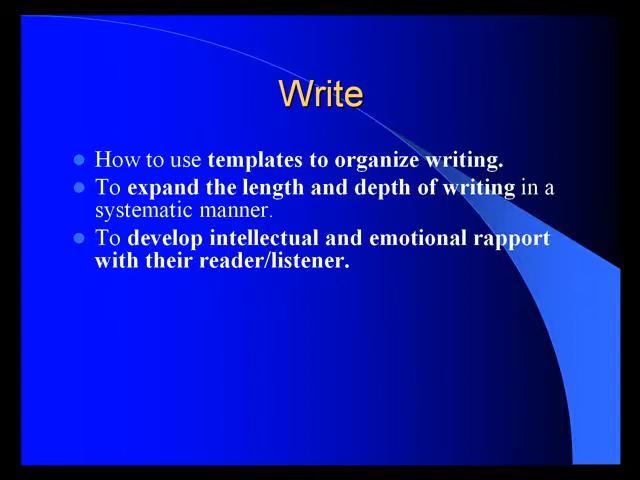 Write
How to use templates to organize writing.
To expand the length and depth of writing in a
systematic manner.
To develop intellectual and emotional rapport
with their reader/listener.